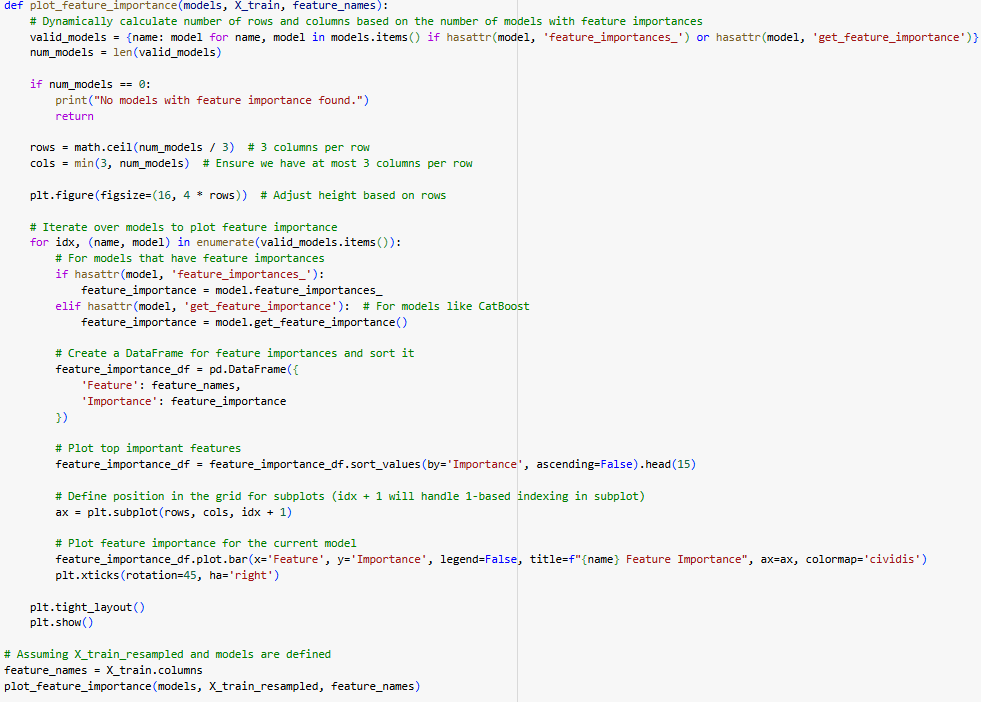 def plot_feature_importance(models, X_train, feature_names):
    # Dynamically calculate number of rows and columns based on the number of models with feature importances
    valid_models = {name: model for name, model in models.items() if hasattr(model, 'feature_importances_') or hasattr(model, 'get_feature_importance')}
    num_models = len(valid_models)

    if num_models == 0:
        print("No models with feature importance found.")
        return

    rows = math.ceil(num_models / 3)  # 3 columns per row
    cols = min(3, num_models)  # Ensure we have at most 3 columns per row

    plt.figure(figsize=(16, 4 * rows))  # Adjust height based on rows

    # Iterate over models to plot feature importance
    for idx, (name, model) in enumerate(valid_models.items()):
        # For models that have feature importances
        if hasattr(model, 'feature_importances_'):
            feature_importance = model.feature_importances_
        elif hasattr(model, 'get_feature_importance'):  # For models like CatBoost
            feature_importance = model.get_feature_importance()

        # Create a DataFrame for feature importances and sort it
        feature_importance_df = pd.DataFrame({
            'Feature': feature_names,
            'Importance': feature_importance
        })

        # Plot top important features
        feature_importance_df = feature_importance_df.sort_values(by='Importance', ascending=False).head(15)

        # Define position in the grid for subplots (idx + 1 will handle 1-based indexing in subplot)
        ax = plt.subplot(rows, cols, idx + 1)

        # Plot feature importance for the current model
        feature_importance_df.plot.bar(x='Feature', y='Importance', legend=False, title=f"{name} Feature Importance", ax=ax, colormap='cividis')
        plt.xticks(rotation=45, ha='right')

    plt.tight_layout()
    plt.show()

# Assuming X_train_resampled and models are defined
feature_names = X_train.columns
plot_feature_importance(models, X_train_resampled, feature_names)